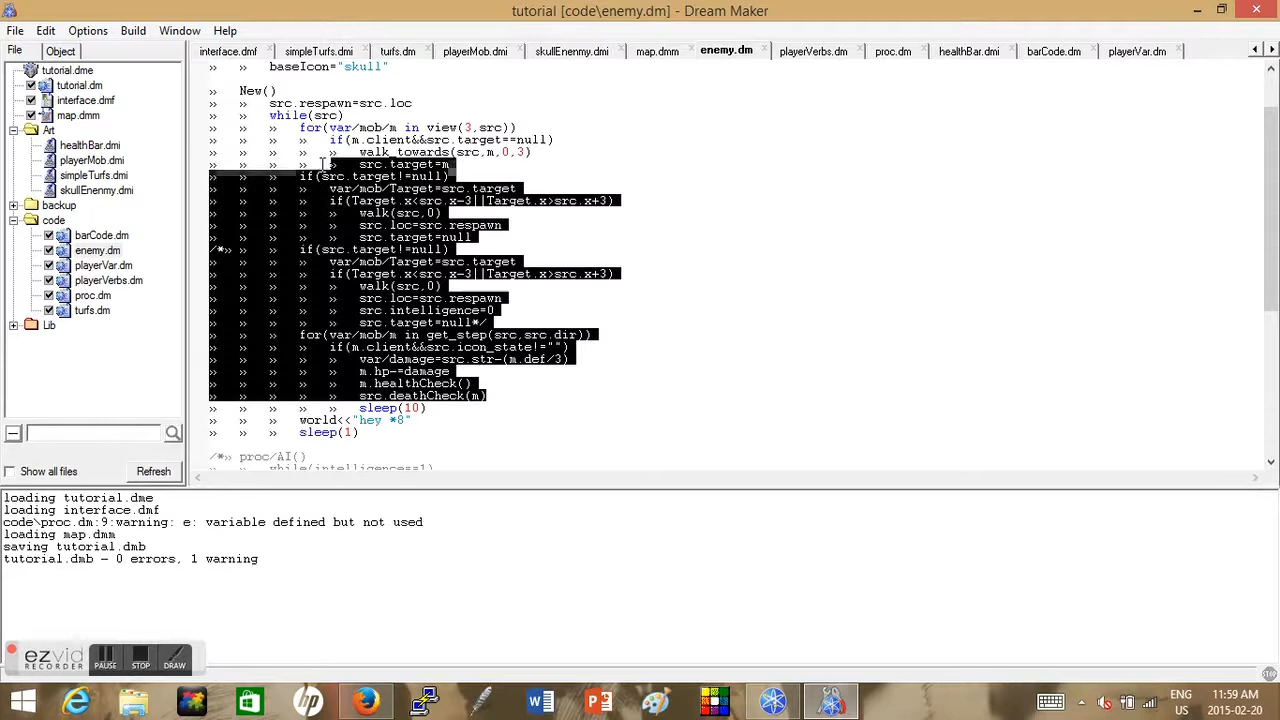 tutorial [code\enemy.dm] - Dream Maker
File Edit Options Build Window Help
File Object
interface.dmf simpleTurfs.dmi turfs.dm playerMob.dmi skullEnenmy.dmi map.dmm enemy.dm playerVerbs.dm proc.dm healthBar.dmi barCode.dm playerVar.dm
tutorial.dme
tutorial.dm
interface.dmf
map.dmm
Art
healthBar.dmi
playerMob.dmi
simpleTurfs.dmi
skullEnenmy.dmi
backup
code
barCode.dm
enemy.dm
playerVar.dm
playerVerbs.dm
proc.dm
turfs.dm
Lib
Show all files Refresh
» » baseIcon="skull"
» New()
» » src.respawn=src.loc
» » while(src)
» » » for(var/mob/m in view(3,src))
» » » » if(m.client&&src.target==null)
» » » » » walk_towards(src,m,0,3)
» » » » » src.target=m
» » » if(src.target!=null)
» » » » var/mob/Target=src.target
» » » » if(Target.x<src.x-3||Target.x>src.x+3)
» » » » » walk(src,0)
» » » » » src.loc=src.respawn
» » » » » src.target=null
/*» » » if(src.target!=null)
» » » » var/mob/Target=src.target
» » » » if(Target.x<src.x-3||Target.x>src.x+3)
» » » » » walk(src,0)
» » » » » src.loc=src.respawn
» » » » » src.intelligence=0
» » » » » src.target=null*/
» » » for(var/mob/m in get_step(src,src.dir))
» » » » if(m.client&&src.icon_state!="")
» » » » » var/damage=src.str-(m.def/3)
» » » » » m.hp-=damage
» » » » » m.healthCheck()
» » » » » src.deathCheck(m)
» » » » » sleep(10)
» » » world<<"hey *8"
» » » sleep(1)
/*» proc/AI()
» » while(intelligence==1)
loading tutorial.dme
loading interface.dmf
code\proc.dm:9:warning: e: variable defined but not used
loading map.dmm
saving tutorial.dmb
tutorial.dmb - 0 errors, 1 warning
ezvid
RECORDER
PAUSE STOP DRAW
ENG
US
11:59 AM
2015-02-20